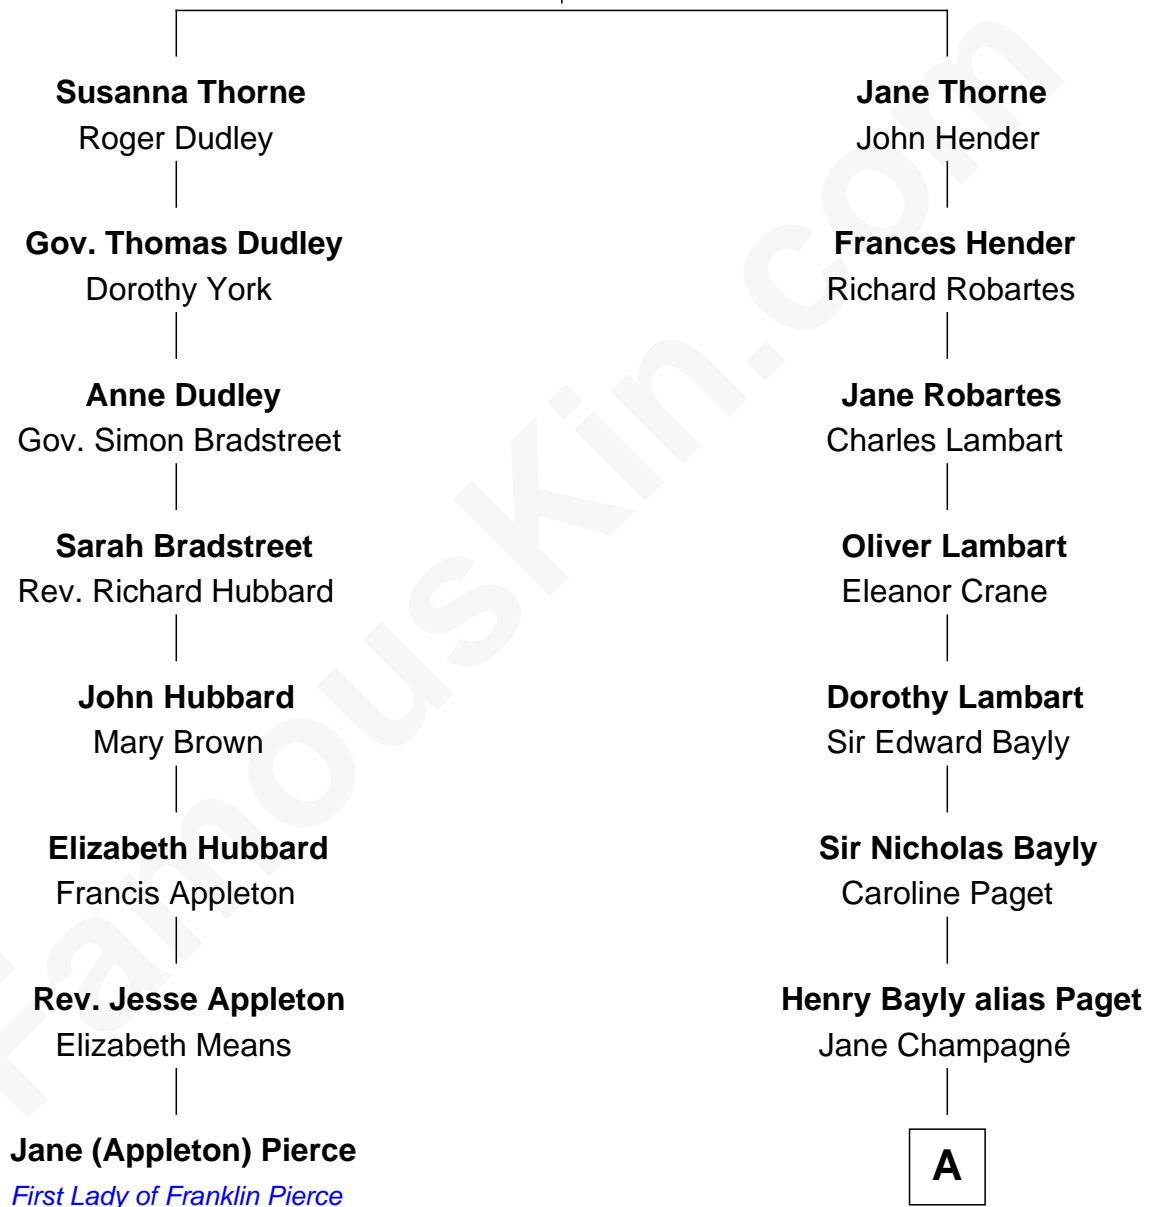 Susanna Thorne
Roger Dudley
Gov. Thomas Dudley
Dorothy York
Anne Dudley
Gov. Simon Bradstreet
Sarah Bradstreet
Rev. Richard Hubbard
John Hubbard
Mary Brown
Elizabeth Hubbard
Francis Appleton
Rev. Jesse Appleton
Elizabeth Means
Jane (Appleton) Pierce
First Lady of Franklin Pierce
Jane Thorne
John Hender
Frances Hender
Richard Robartes
Jane Robartes
Charles Lambart
Oliver Lambart
Eleanor Crane
Dorothy Lambart
Sir Edward Bayly
Sir Nicholas Bayly
Caroline Paget
Henry Bayly alias Paget
Jane Champagné
A
FamousKin.com